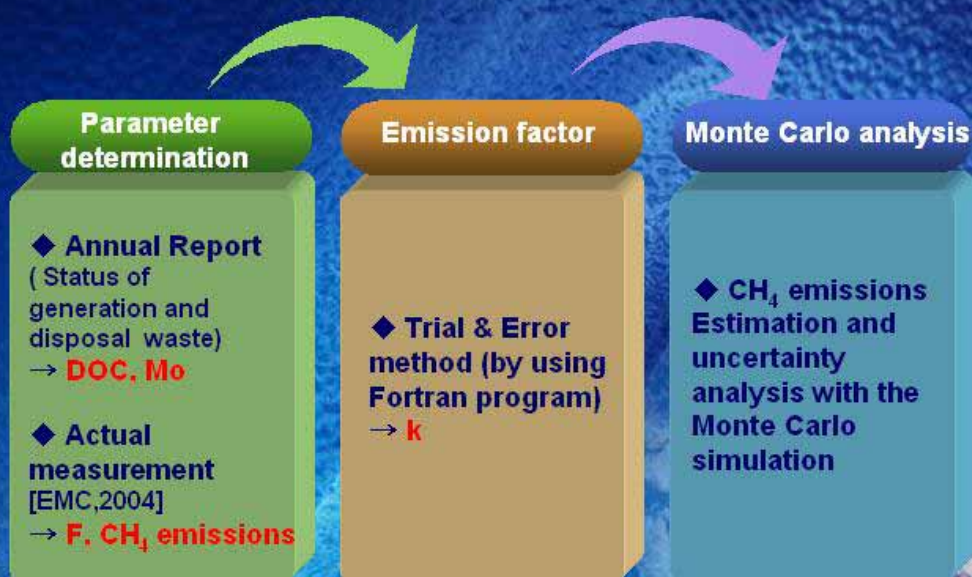 Parameter
determination
◆ Annual Report
( Status of
generation and
disposal waste)
→ DOC, Mo
◆ Actual
measurement
[EMC,2004]
→ F, CH₄ emissions
Emission factor
◆ Trial & Error
method (by using
Fortran program)
→ k
Monte Carlo analysis
◆ CH₄ emissions
Estimation and
uncertainty
analysis with the
Monte Carlo
simulation